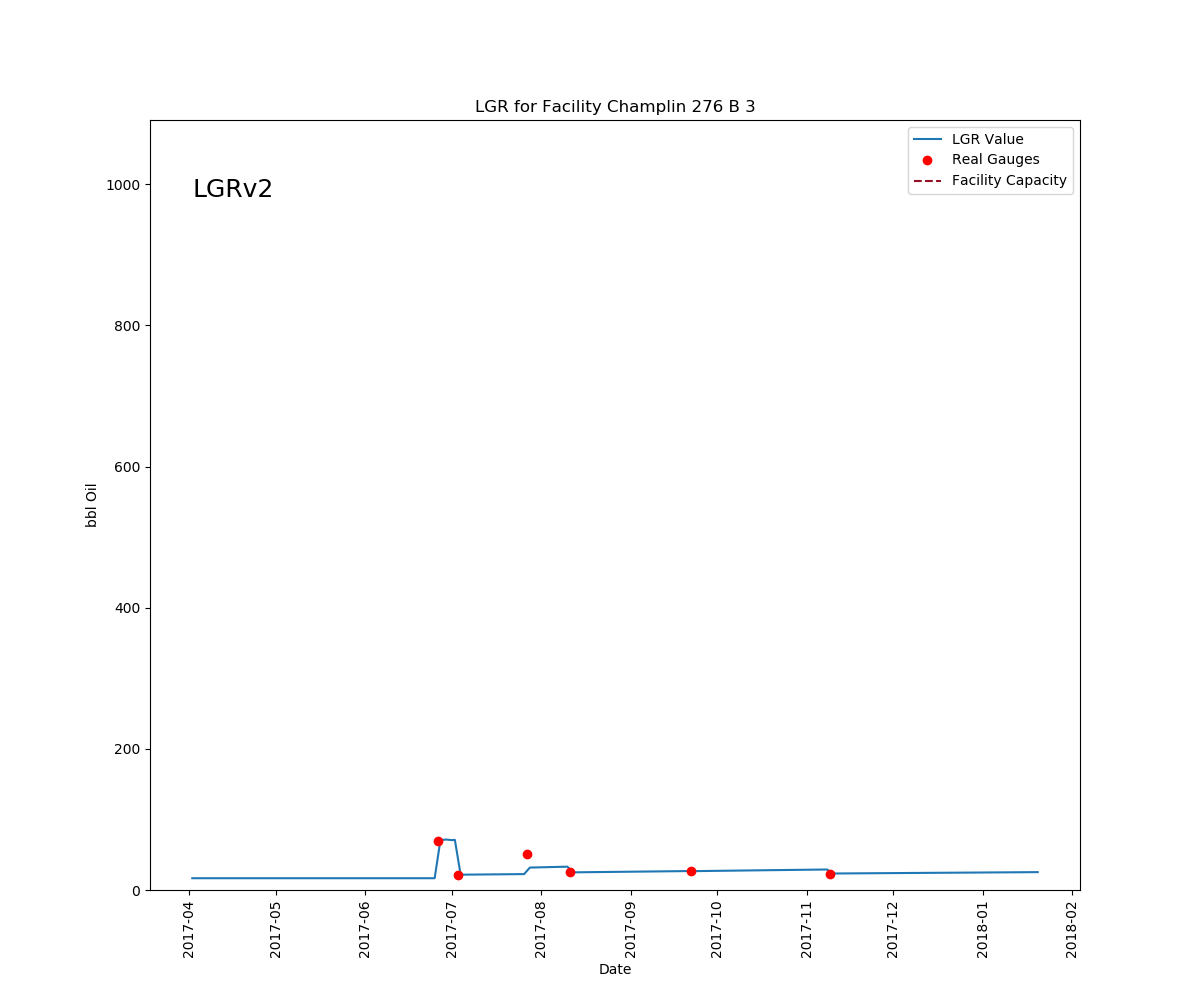 LGR for Facility Champlin 276 B 3
LGRv2
LGR Value
Real Gauges
Facility Capacity
bbl Oil
1000
800
600
400
200
0
2017-04
2017-05
2017-06
2017-07
2017-08
2017-09
2017-10
2017-11
2017-12
2018-01
2018-02
Date